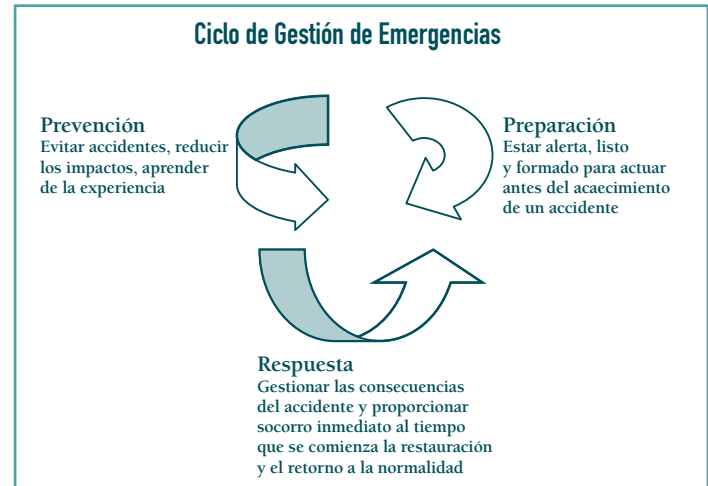 Ciclo de Gestión de Emergencias
Prevención
Evitar accidentes, reducir
los impactos, aprender
de la experiencia
Preparación
Estar alerta, listo
y formado para actuar
antes del acaecimiento
de un accidente
Respuesta
Gestionar las consecuencias
del accidente y proporcionar
socorro inmediato al tiempo
que se comienza la restauración
y el retorno a la normalidad